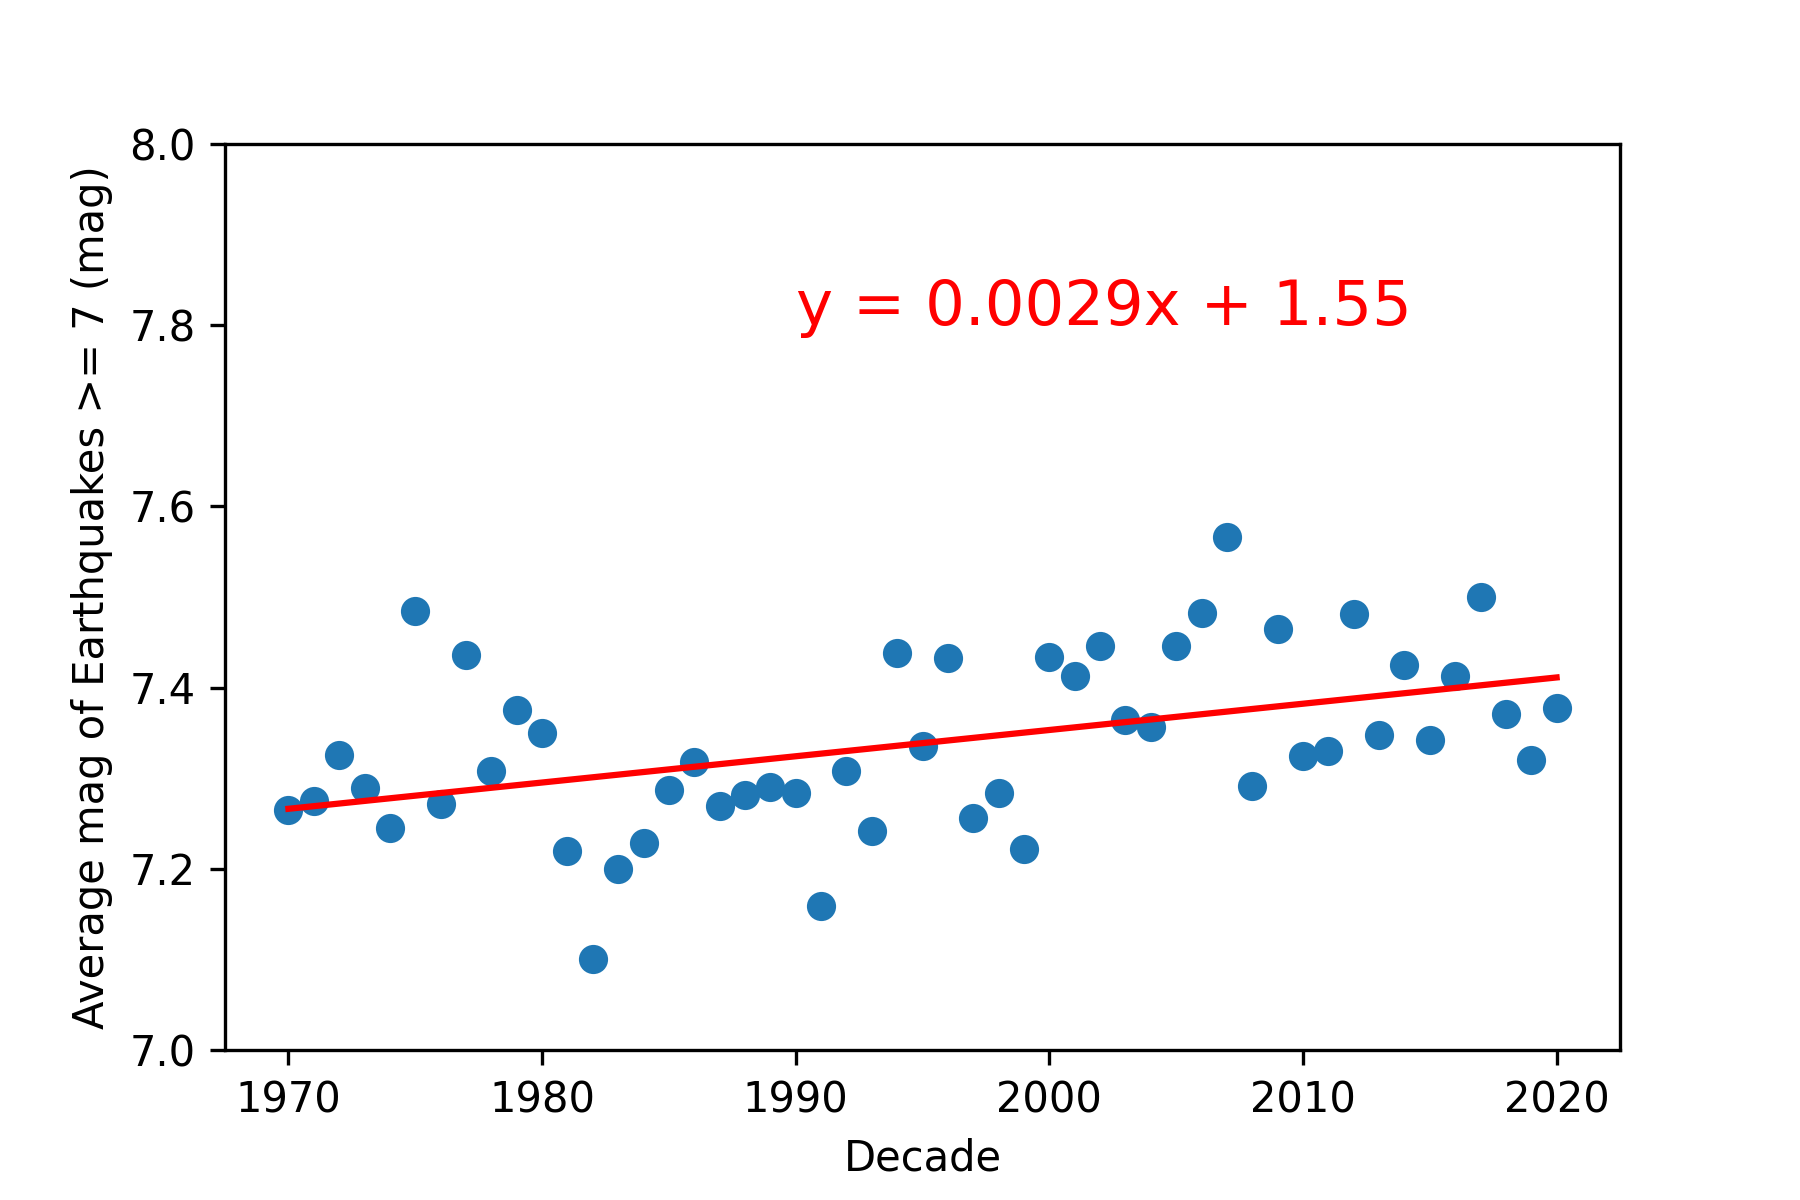 y = 0.0029x + 1.55
Average mag of Earthquakes >= 7 (mag)
8.0
7.8
7.6
7.4
7.2
7.0
1970 1980 1990 2000 2010 2020
Decade